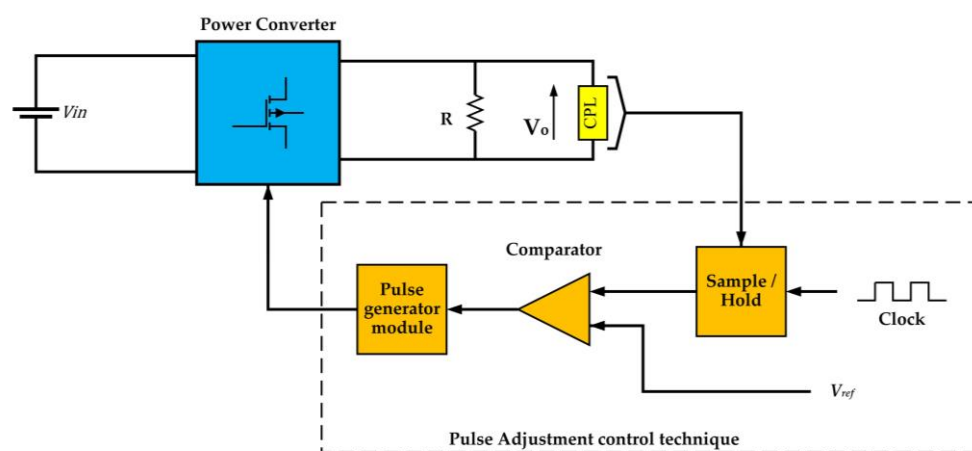 Power Converter
Vin
R
Vo
CPL
Comparator
Pulse
generator
module
Sample /
Hold
Clock
Vref
Pulse Adjustment control technique